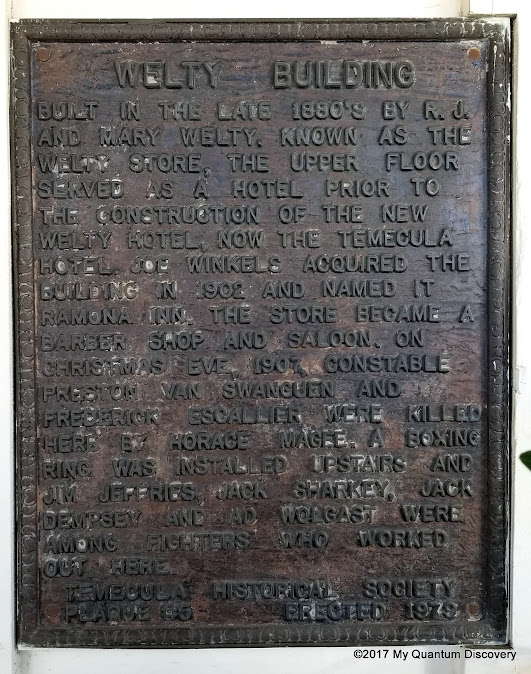 WELTY BUILDING
BUILT IN THE LATE 1880'S BY R. J.
AND MARY WELTY. KNOWN AS THE
WELTY STORE, THE UPPER FLOOR
SERVED AS A HOTEL PRIOR TO
THE CONSTRUCTION OF THE NEW
WELTY HOTEL, NOW THE TEMECULA
HOTEL. JOE WINKELS ACQUIRED THE
BUILDING IN 1902 AND NAMED IT
RAMONA INN. THE STORE BECAME A
BARBER SHOP AND SALOON. ON
CHRISTMAS EVE, 1907, CONSTABLE
PRESTON VAN SWANGUEN AND
FREDERICK ESCALLIER WERE KILLED
HERE BY HORACE MAGEE. A BOXING
RING WAS INSTALLED UPSTAIRS AND
JIM JEFFRIES, JACK SHARKEY, JACK
DEMPSEY AND AD WOLGAST WERE
AMONG FIGHTERS WHO WORKED
OUT HERE.
TEMECULA HISTORICAL SOCIETY
PLAQUE #5 ERECTED 1979
©2017 My Quantum Discovery